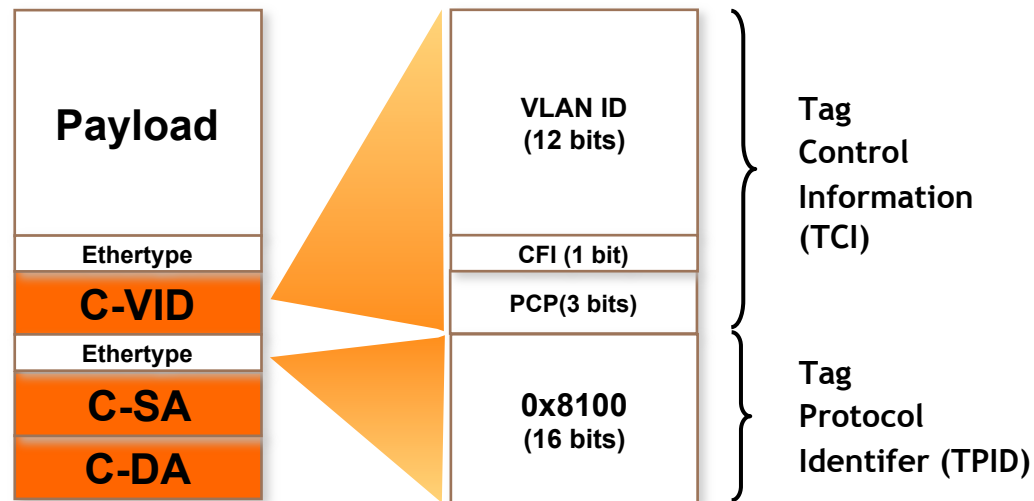 Payload
Ethertype
C-VID
Ethertype
C-SA
C-DA
VLAN ID
(12 bits)
CFI (1 bit)
PCP(3 bits)
0x8100
(16 bits)
Tag
Control
Information
(TCI)
Tag
Protocol
Identifer (TPID)